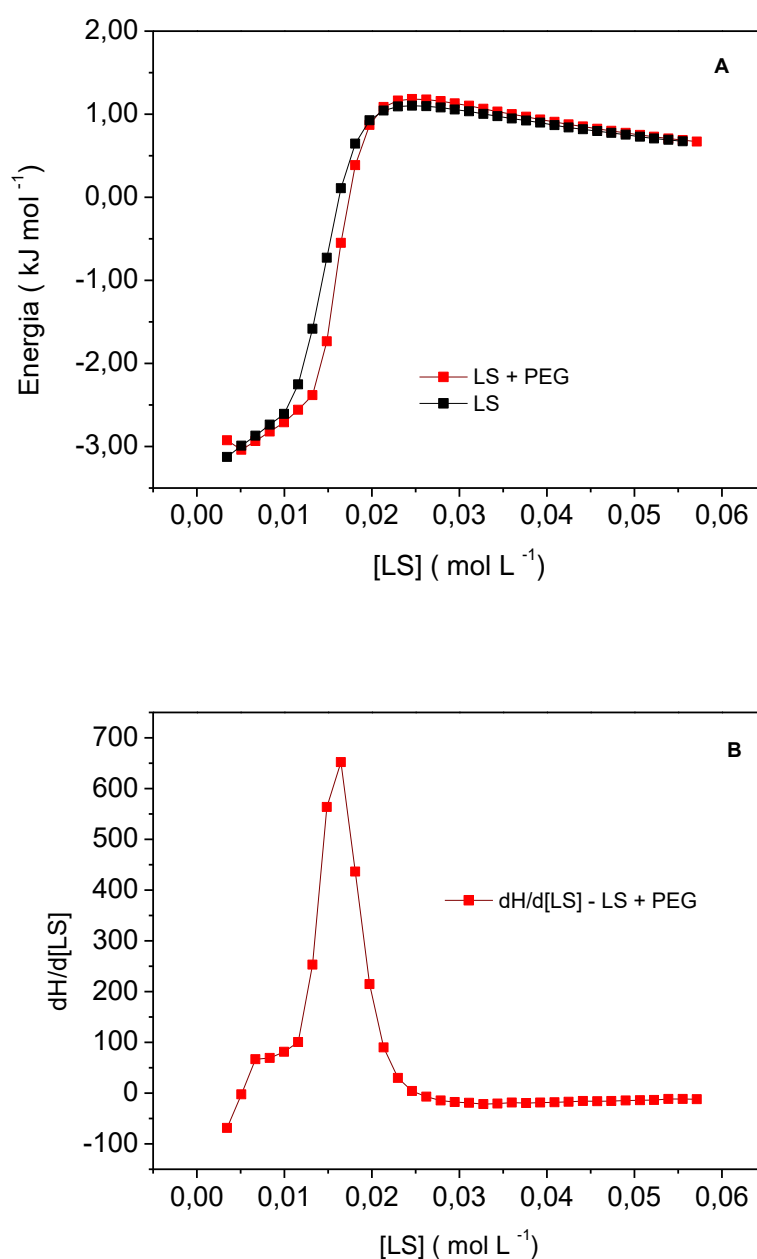 A
2,00
1,00
0,00
-1,00
-2,00
-3,00
Energia ( kJ mol ⁻¹)
LS + PEG
LS
0,00 0,01 0,02 0,03 0,04 0,05 0,06
[LS] ( mol L ⁻¹)
B
700
600
500
400
300
200
100
0
-100
dH/d[LS]
dH/d[LS] - LS + PEG
0,00 0,01 0,02 0,03 0,04 0,05 0,06
[LS] ( mol L ⁻¹)